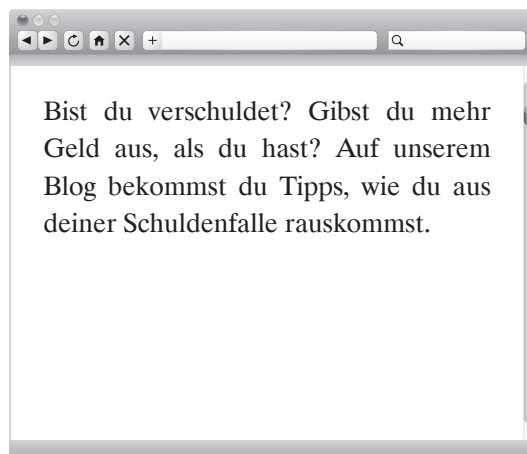 Bist du verschuldet? Gibst du mehr
Geld aus, als du hast? Auf unserem
Blog bekommst du Tipps, wie du aus
deiner Schuldenfalle rauskommst.